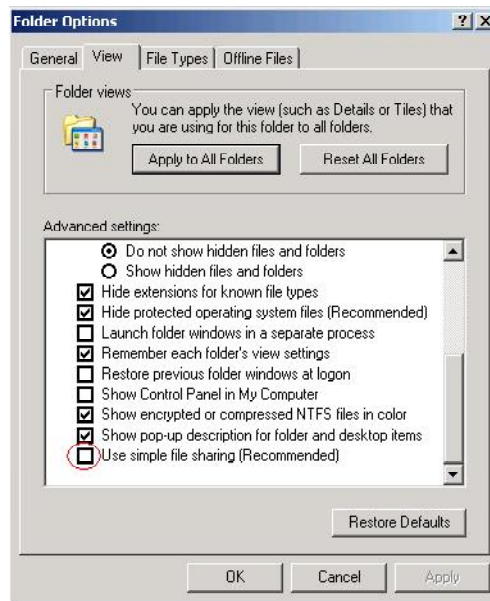 Folder Options
General View File Types Offline Files
Folder views
You can apply the view (such as Details or Tiles) that
you are using for this folder to all folders.
Apply to All Folders Reset All Folders
Advanced settings:
Do not show hidden files and folders
Show hidden files and folders
Hide extensions for known file types
Hide protected operating system files (Recommended)
Launch folder windows in a separate process
Remember each folder's view settings
Restore previous folder windows at logon
Show Control Panel in My Computer
Show encrypted or compressed NTFS files in color
Show pop-up description for folder and desktop items
Use simple file sharing (Recommended)
Restore Defaults
OK Cancel Apply